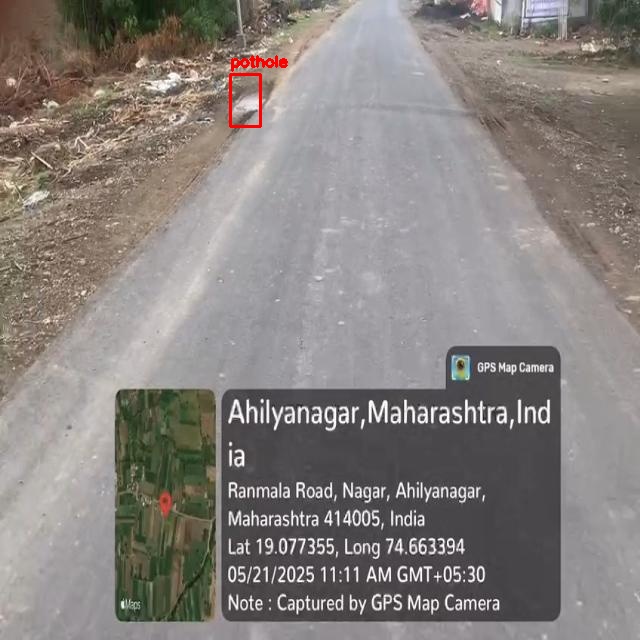 pothole
GPS Map Camera
Ahilyanagar,Maharashtra,Ind
ia
Ranmala Road, Nagar, Ahilyanagar,
Maharashtra 414005, India
Lat 19.077355, Long 74.663394
05/21/2025 11:11 AM GMT+05:30
Note : Captured by GPS Map Camera
Maps